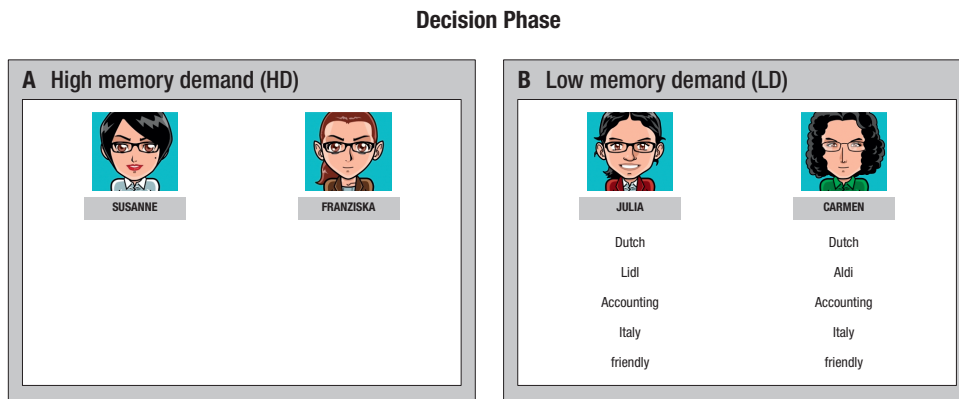 Decision Phase
A High memory demand (HD)
SUSANNE
FRANZISKA
B Low memory demand (LD)
JULIA
CARMEN
Dutch
Dutch
Lidl
Aldi
Accounting
Accounting
Italy
Italy
friendly
friendly